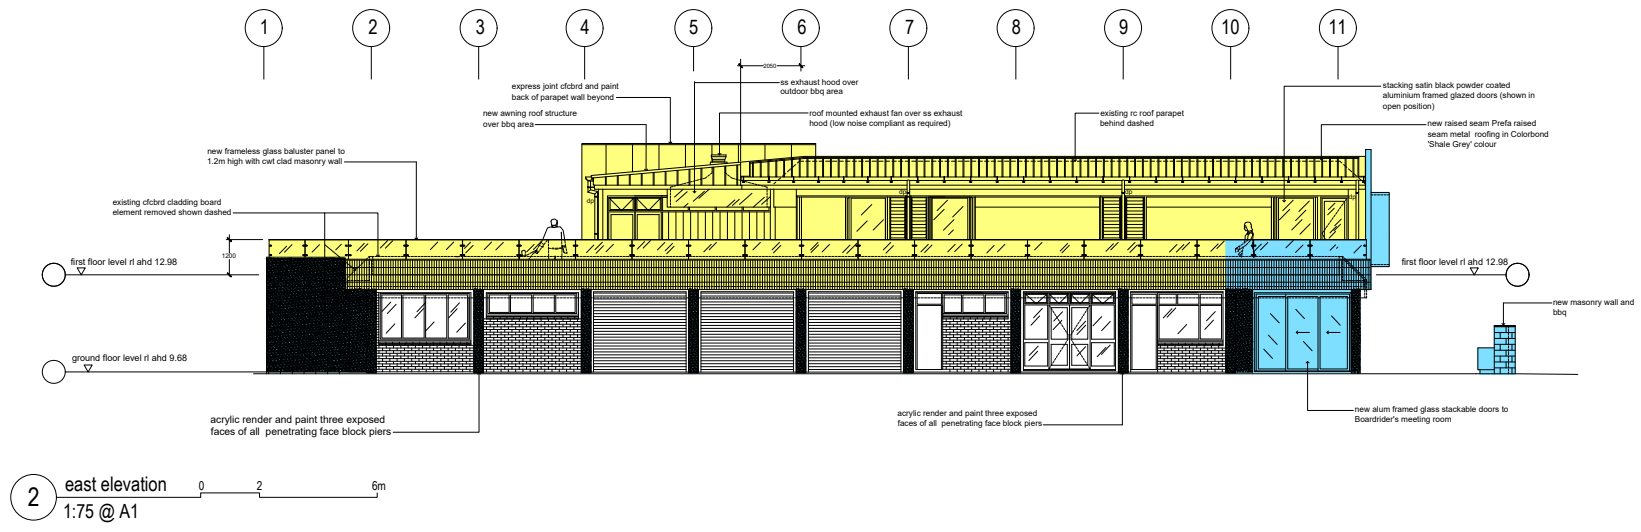 1 2 3 4 5 6 7 8 9 10 11
2050
express joint cfcbrd and paint
back of parapet wall beyond
ss exhaust hood over
outdoor bbq area
stacking satin black powder coated
aluminium framed glazed doors (shown in
open position)
new awning roof structure
over bbq area
roof mounted exhaust fan over ss exhaust
hood (low noise compliant as required)
existing rc roof parapet
behind dashed
new raised seam Prefa raised
seam metal roofing in Colorbond
'Shale Grey' colour
new frameless glass baluster panel to
1.2m high with cwt clad masonry wall
existing cfcbrd cladding board
element removed shown dashed
dp
dp
dp
dp
1200
first floor level rl ahd 12.98
first floor level rl ahd 12.98
new masonry wall and
bbq
ground floor level rl ahd 9.68
acrylic render and paint three exposed
faces of all penetrating face block piers
acrylic render and paint three exposed
faces of all penetrating face block piers
new alum framed glass stackable doors to
Boardrider's meeting room
2
east elevation
0 2 6m
1:75 @ A1